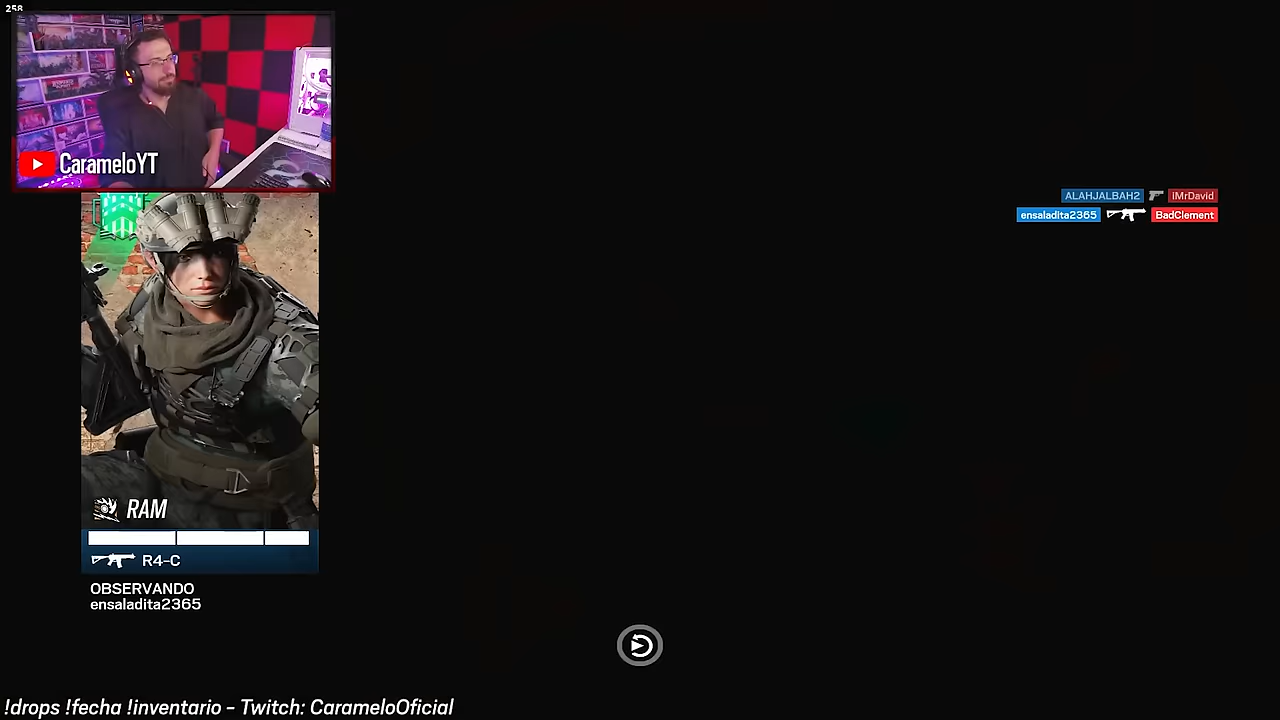 258
CarameloYT
ALAHJALBAH2 IMrDavid
ensaladita2365 BadClement
RAM
R4-C
OBSERVANDO
ensaladita2365
!drops !fecha !inventario - Twitch: CarameloOficial